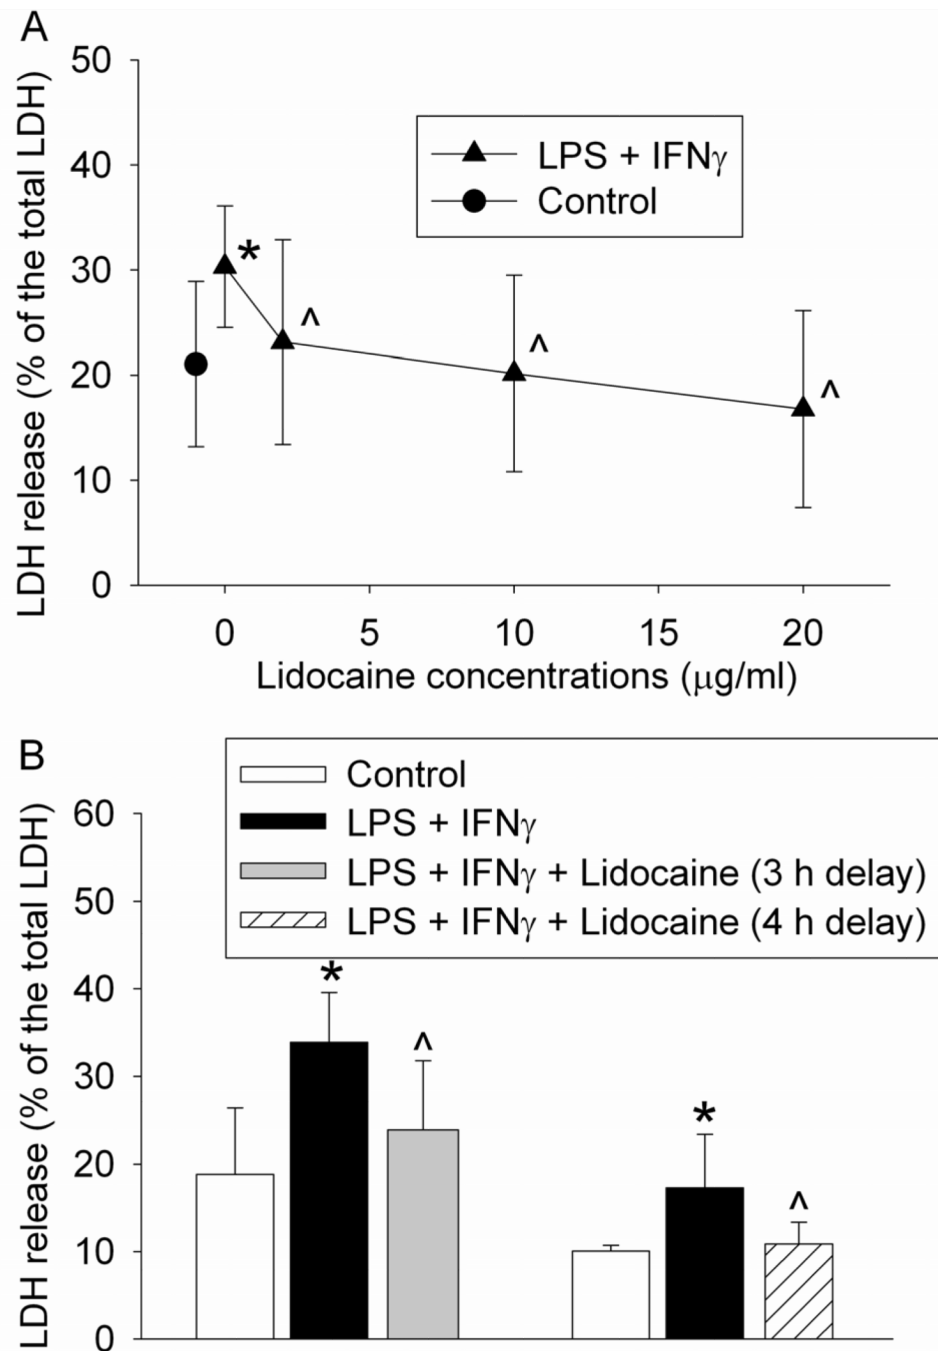 A
LDH release (% of the total LDH)
50
40
30
20
10
0
LPS + IFNγ
Control
*
^
^
^
0 5 10 15 20
Lidocaine concentrations (μg/ml)
B
LDH release (% of the total LDH)
60
50
40
30
20
10
0
Control
LPS + IFNγ
LPS + IFNγ + Lidocaine (3 h delay)
LPS + IFNγ + Lidocaine (4 h delay)
*
^
*
^